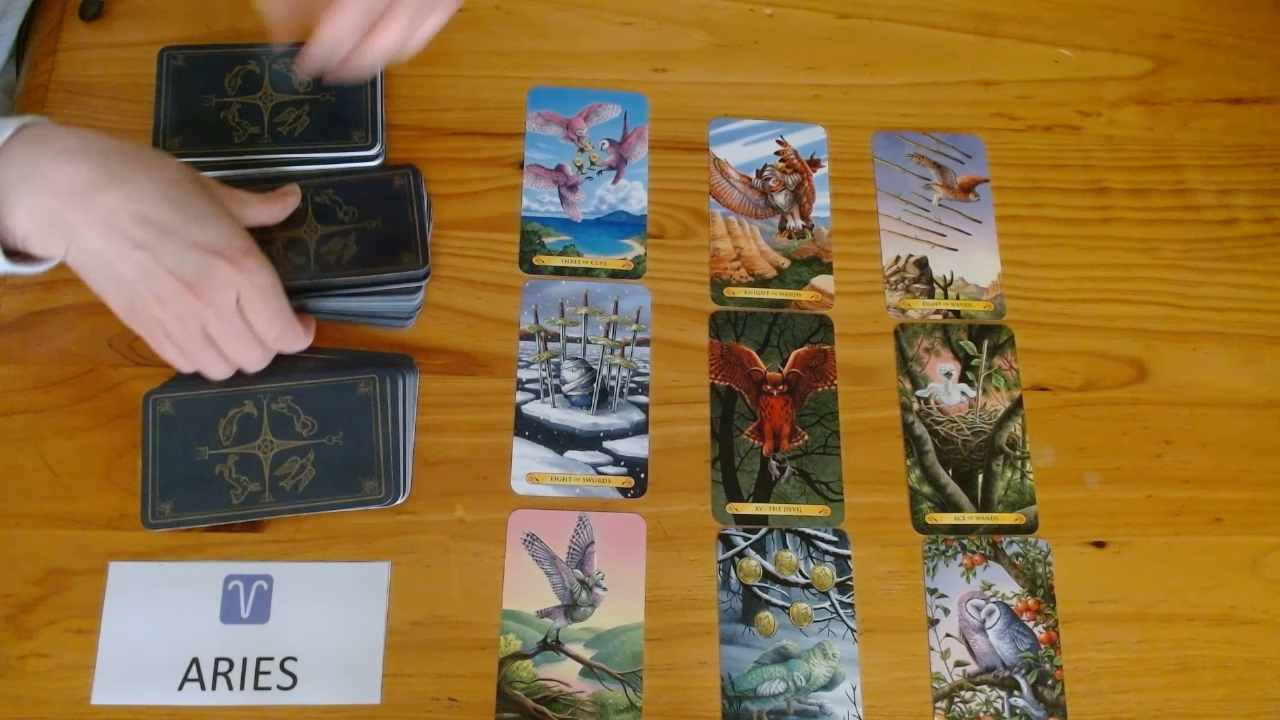 THREE OF CUPS
KNIGHT OF WANDS
EIGHT OF WANDS
EIGHT OF SWORDS
XV · THE DEVIL
ACE OF WANDS
ARIES